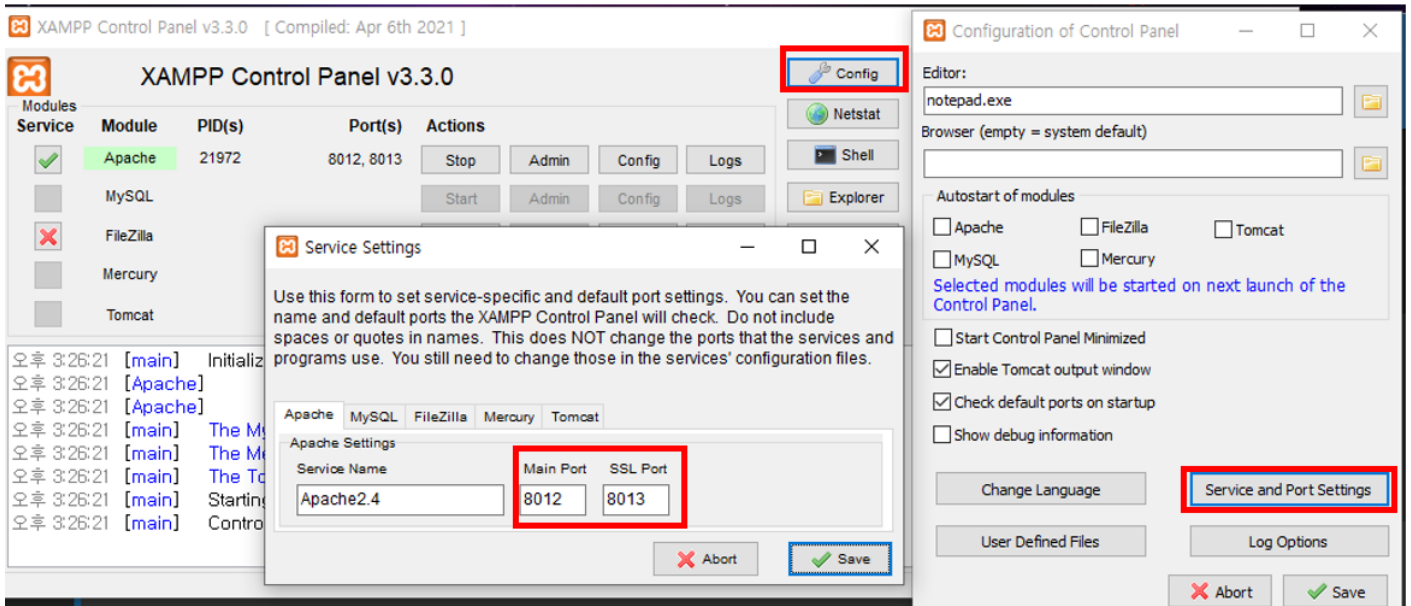 XAMPP Control Panel v3.3.0 [ Compiled: Apr 6th 2021 ]
XAMPP Control Panel v3.3.0
Config
Modules
Service Module PID(s) Port(s) Actions
Netstat
Apache 21972 8012, 8013 Stop Admin Config Logs
Shell
MySQL Start Admin Config Logs
Explorer
FileZilla
Mercury
Tomcat
오후 3:26:21 [main] Initializ
오후 3:26:21 [Apache]
오후 3:26:21 [Apache]
오후 3:26:21 [main] The My
오후 3:26:21 [main] The Me
오후 3:26:21 [main] The To
오후 3:26:21 [main] Starting
오후 3:26:21 [main] Contro
Service Settings
Use this form to set service-specific and default port settings. You can set the
name and default ports the XAMPP Control Panel will check. Do not include
spaces or quotes in names. This does NOT change the ports that the services and
programs use. You still need to change those in the services' configuration files.
Apache MySQL FileZilla Mercury Tomcat
Apache Settings
Service Name Main Port SSL Port
Apache2.4 8012 8013
Abort Save
Configuration of Control Panel
Editor:
notepad.exe
Browser (empty = system default)
Autostart of modules
Apache FileZilla Tomcat
MySQL Mercury
Selected modules will be started on next launch of the
Control Panel.
Start Control Panel Minimized
Enable Tomcat output window
Check default ports on startup
Show debug information
Change Language Service and Port Settings
User Defined Files Log Options
Abort Save